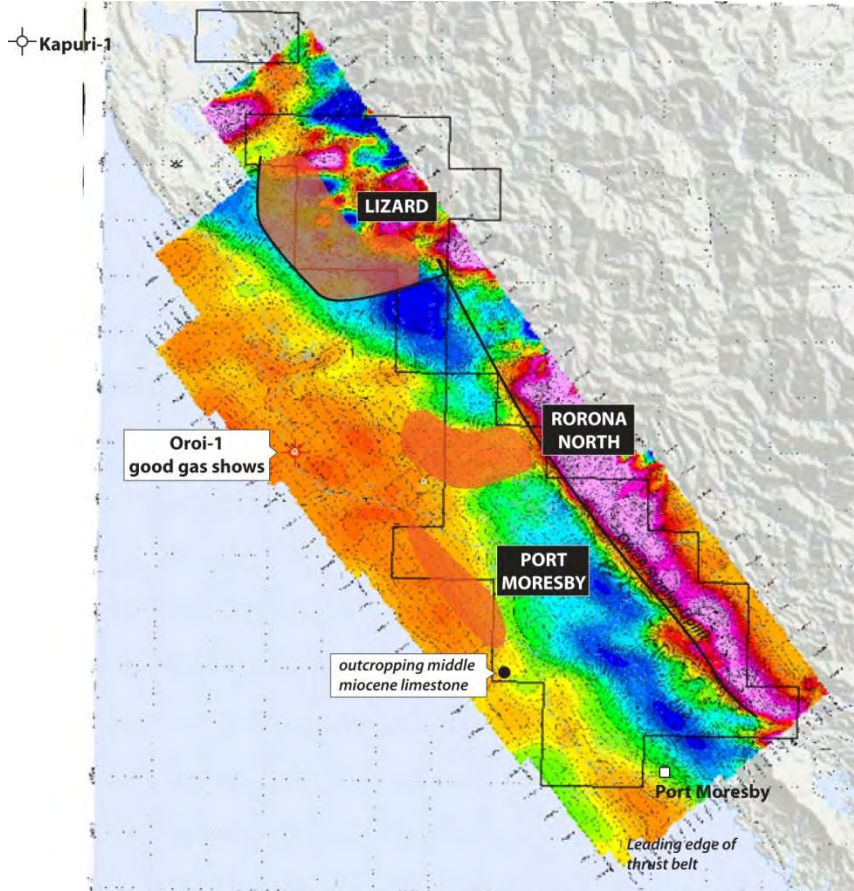 Kapuri-1
LIZARD
RORONA
NORTH
Oroi-1
good gas shows
PORT
MORESBY
outcropping middle
miocene limestone
Port Moresby
Leading edge of
thrust belt